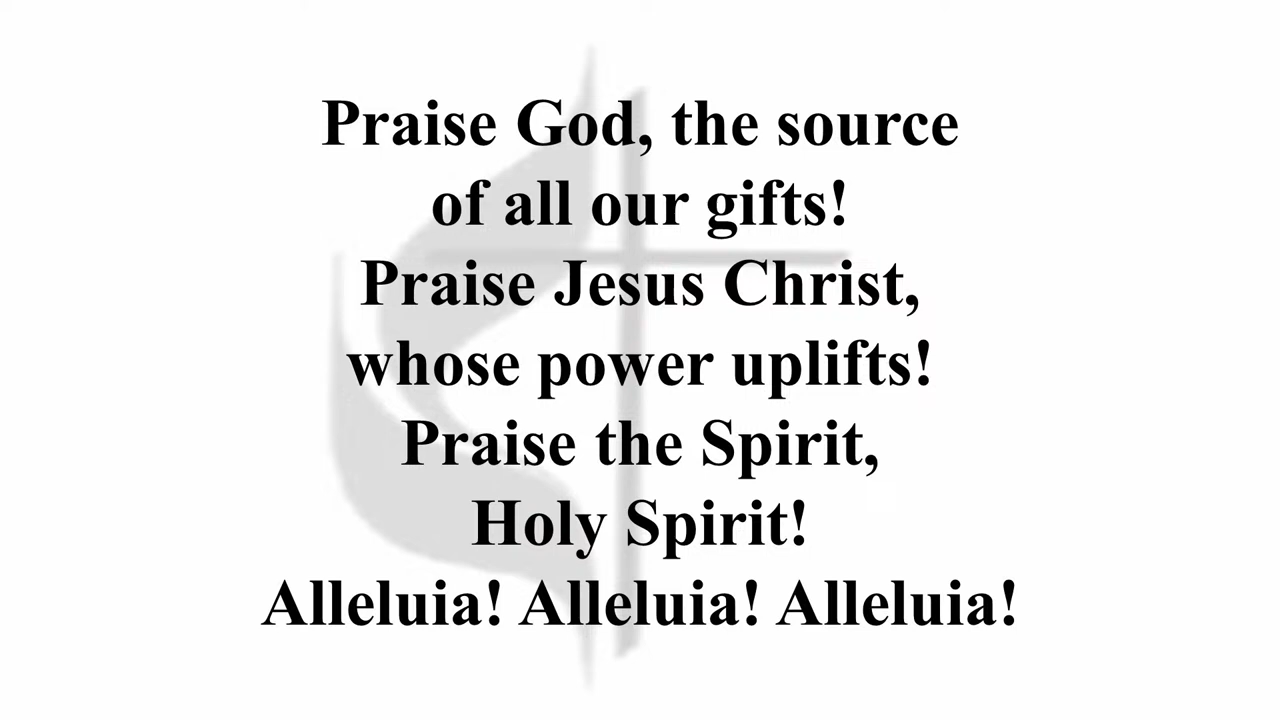 Praise God, the source
of all our gifts!
Praise Jesus Christ,
whose power uplifts!
Praise the Spirit,
Holy Spirit!
Alleluia! Alleluia! Alleluia!